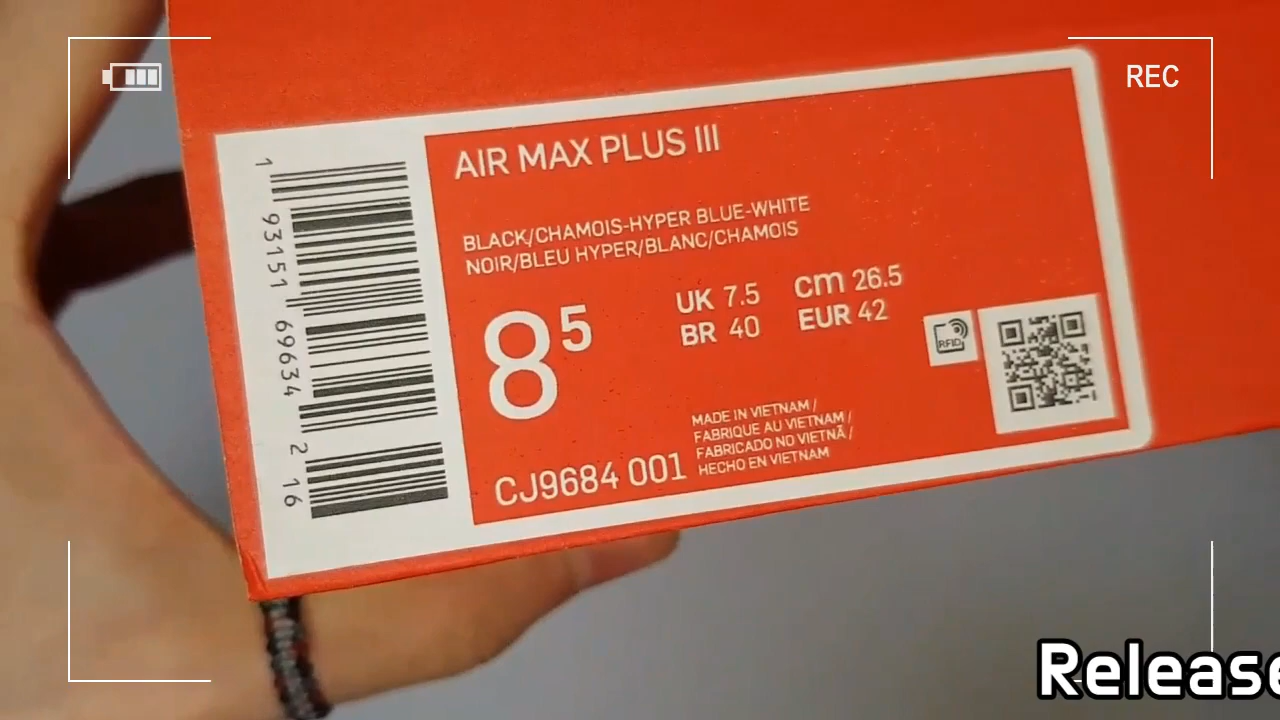 REC
AIR MAX PLUS III
BLACK/CHAMOIS-HYPER BLUE-WHITE
NOIR/BLEU HYPER/BLANC/CHAMOIS
8 5
UK 7.5 cm 26.5
BR 40 EUR 42
RFID
MADE IN VIETNAM /
FABRIQUE AU VIETNAM /
FABRICADO NO VIETNÃ /
HECHO EN VIETNAM
CJ9684 001
1 93151 69634 2 16
Release